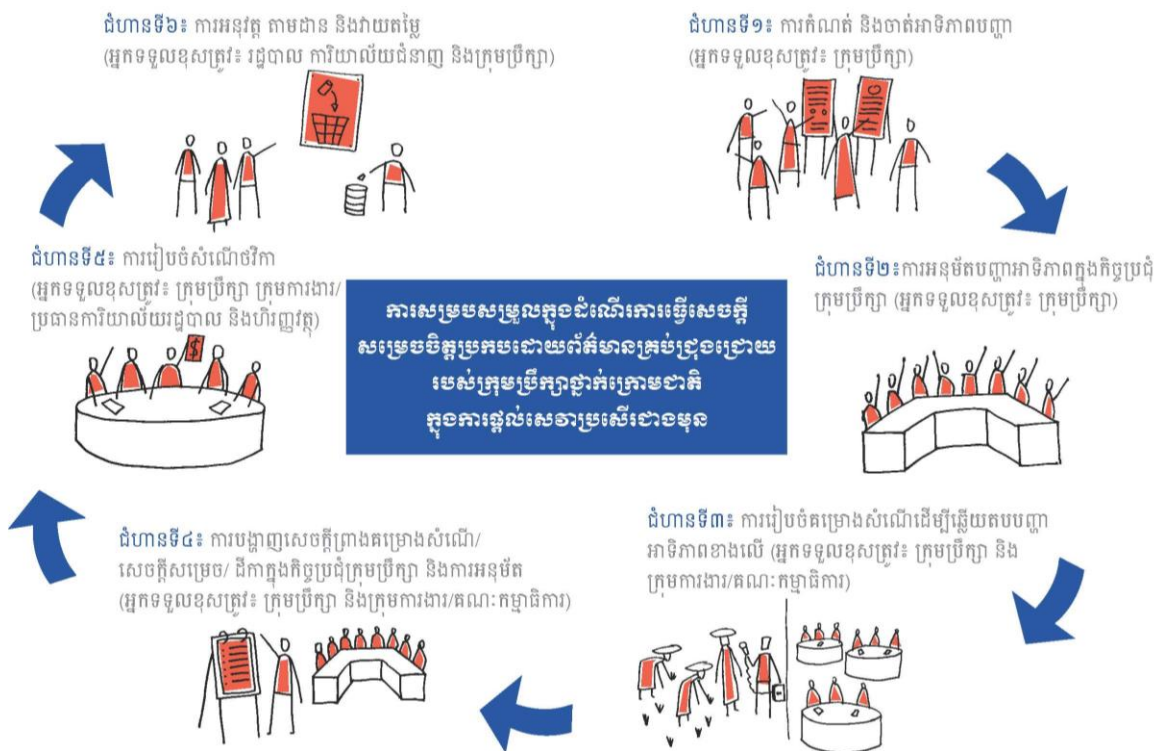 ជំហានទី៦៖ ការអនុវត្ត តាមដាន និងវាយតម្លៃ
(អ្នកទទួលខុសត្រូវ៖ រដ្ឋបាល ការិយាល័យជំនាញ និងក្រុមប្រឹក្សា)
ជំហានទី១៖ ការកំណត់ និងចាត់អាទិភាពបញ្ហា
(អ្នកទទួលខុសត្រូវ៖ ក្រុមប្រឹក្សា)
ជំហានទី៥៖ ការរៀបចំសំណើថវិកា
(អ្នកទទួលខុសត្រូវ៖ ក្រុមប្រឹក្សា ក្រុមការងារ/
ប្រធានការិយាល័យរដ្ឋបាល និងហិរញ្ញវត្ថុ)
$
ការសម្របសម្រួលក្នុងដំណើរការធ្វើសេចក្តី
សម្រេចចិត្តប្រកបដោយព័ត៌មានគ្រប់ជ្រុងជ្រោយ
របស់ក្រុមប្រឹក្សាថ្នាក់ក្រោមជាតិ
ក្នុងការផ្តល់សេវាប្រសើរជាងមុន
ជំហានទី២៖ការអនុម័តបញ្ហាអាទិភាពក្នុងកិច្ចប្រជុំ
ក្រុមប្រឹក្សា (អ្នកទទួលខុសត្រូវ៖ ក្រុមប្រឹក្សា)
ជំហានទី៣៖ ការរៀបចំគម្រោងសំណើដើម្បីឆ្លើយតបបញ្ហា
អាទិភាពខាងលើ (អ្នកទទួលខុសត្រូវ៖ ក្រុមប្រឹក្សា និង
ក្រុមការងារ/គណៈកម្មាធិការ)
ជំហានទី៤៖ ការបង្ហាញសេចក្តីព្រាងគម្រោងសំណើ/
សេចក្តីសម្រេច/ ដីកាក្នុងកិច្ចប្រជុំក្រុមប្រឹក្សា និងការអនុម័ត
(អ្នកទទួលខុសត្រូវ៖ ក្រុមប្រឹក្សា និងក្រុមការងារ/គណៈកម្មាធិការ)